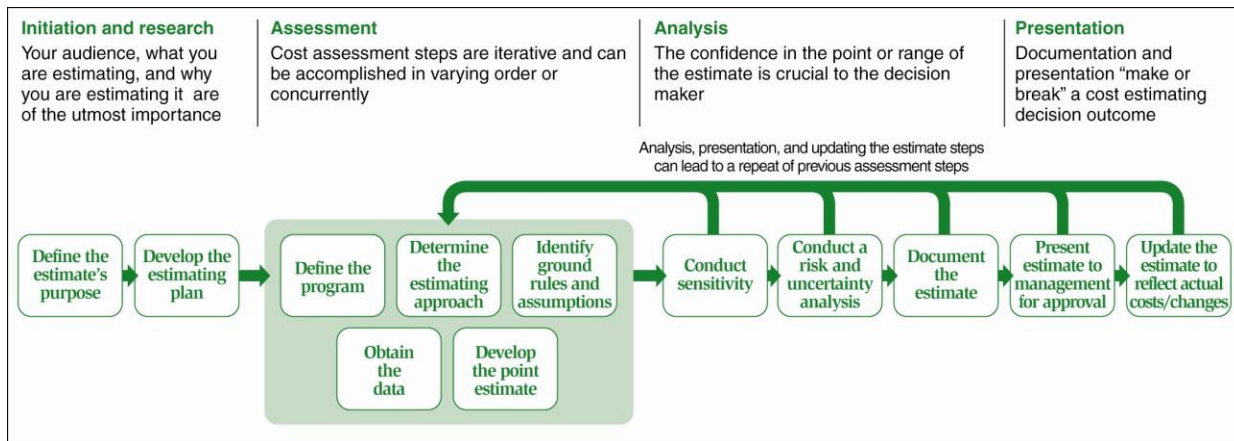 Initiation and research
Your audience, what you
are estimating, and why
you are estimating it are
of the utmost importance
Assessment
Cost assessment steps are iterative and can
be accomplished in varying order or
concurrently
Analysis
The confidence in the point or range of
the estimate is crucial to the decision
maker
Presentation
Documentation and
presentation “make or
break” a cost estimating
decision outcome
Analysis, presentation, and updating the estimate steps
can lead to a repeat of previous assessment steps
Define the
estimate's
purpose
Develop the
estimating
plan
Define the
program
Determine
the
estimating
approach
Identify
ground
rules and
assumptions
Obtain
the
data
Develop
the point
estimate
Conduct
sensitivity
Conduct a
risk and
uncertainty
analysis
Document
the
estimate
Present
estimate to
management
for approval
Update the
estimate to
reflect actual
costs/changes